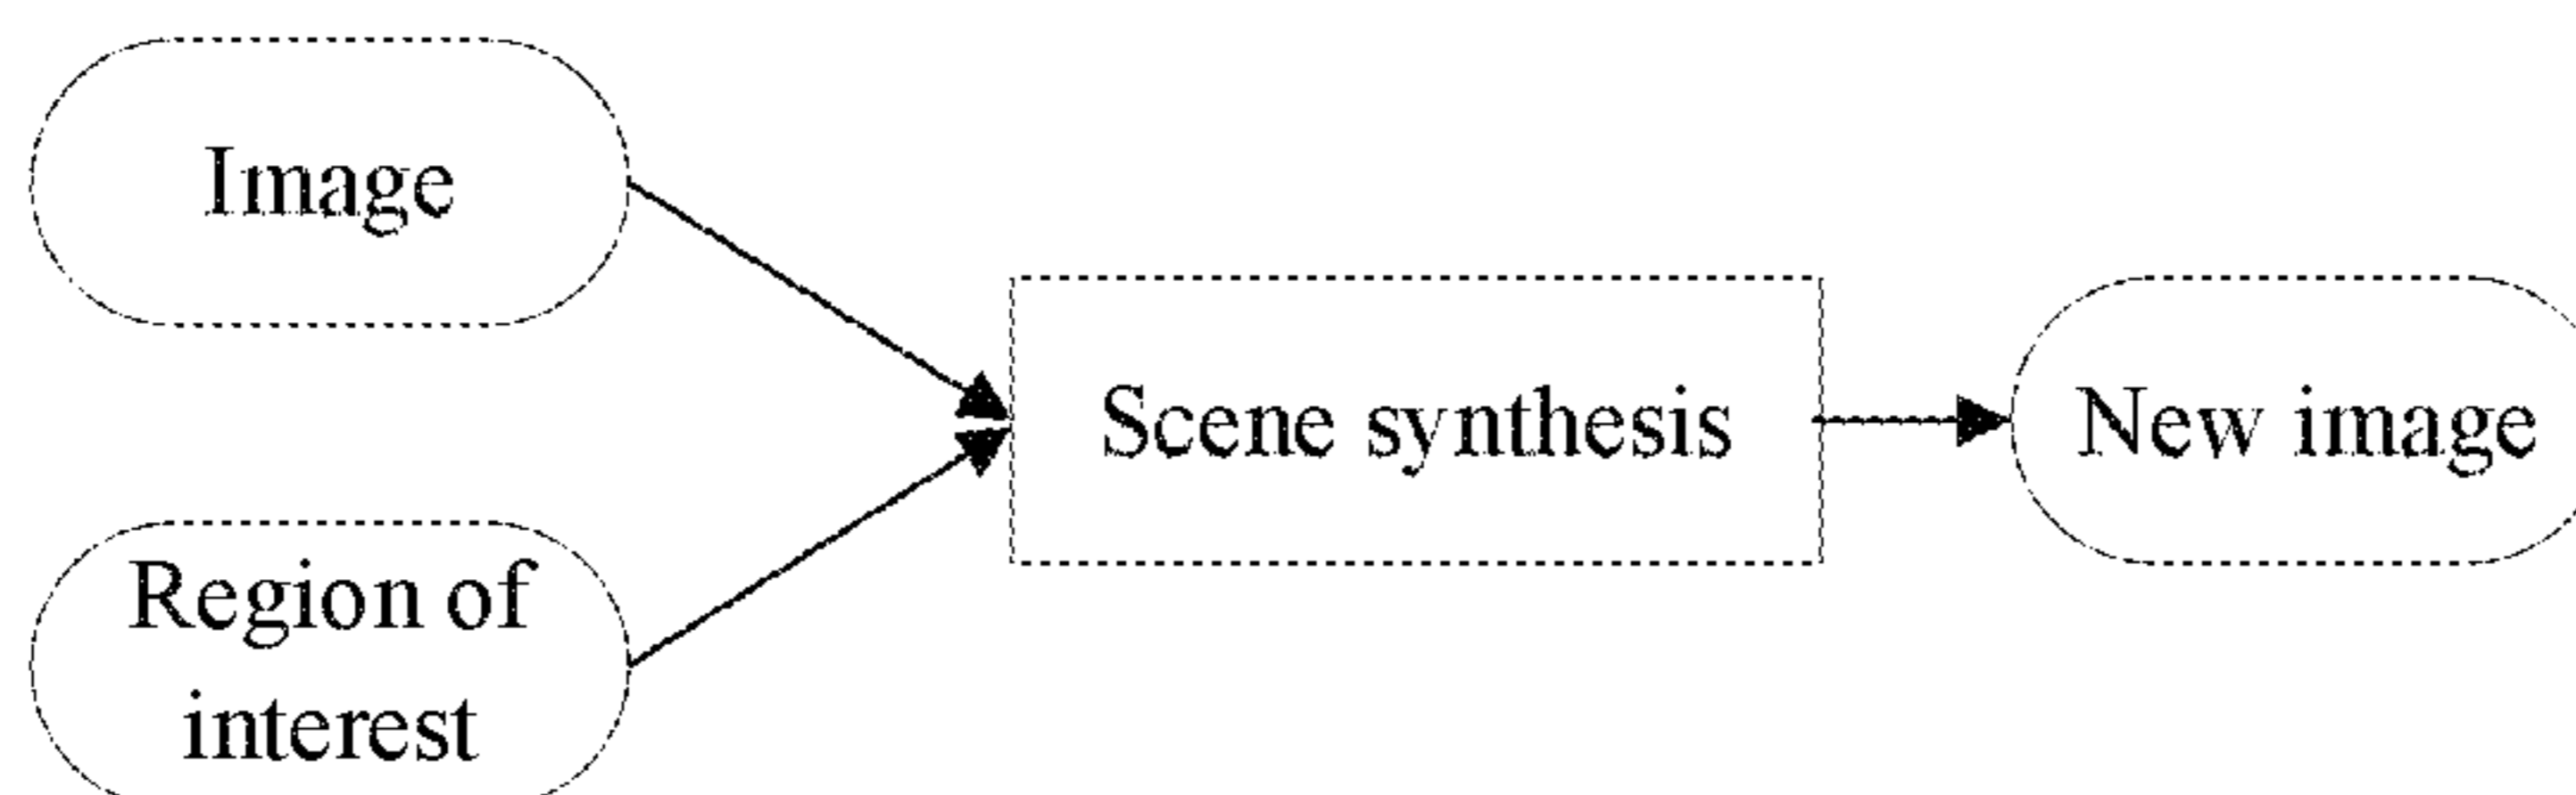 Image
Region of
interest
Scene synthesis
New image